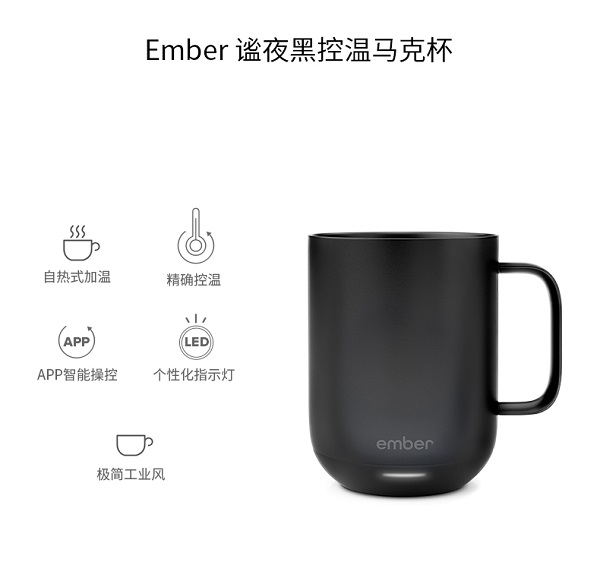 Ember 谧夜黑控温马克杯
自热式加温
精确控温
APP
LED
APP智能操控
个性化指示灯
极简工业风
ember